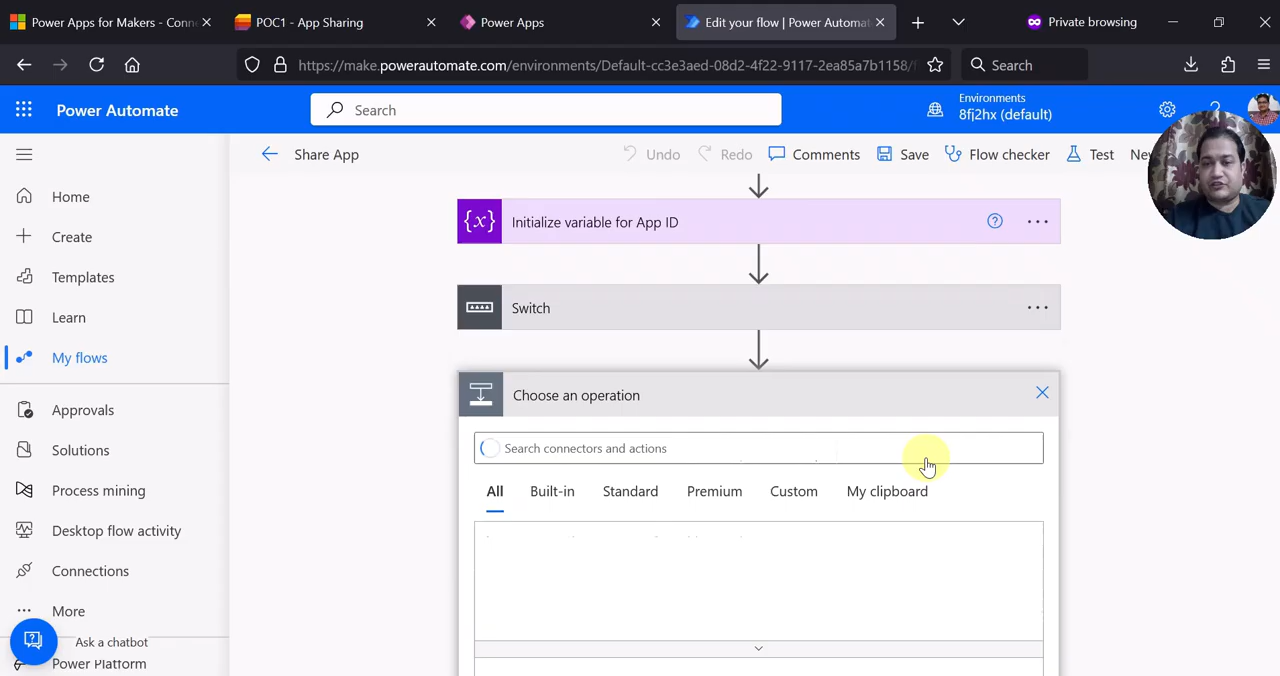 Power Apps for Makers - Conne
POC1 - App Sharing
Power Apps
Edit your flow | Power Automate
Private browsing
https://make.powerautomate.com/environments/Default-cc3e3aed-08d2-4f22-9117-2ea85a7b1158/f
Search
Power Automate
Search
Environments
8fj2hx (default)
Share App
Undo
Redo
Comments
Save
Flow checker
Test
Home
Create
Templates
Learn
My flows
Approvals
Solutions
Process mining
Desktop flow activity
Connections
More
Ask a chatbot
Power Platform
{x}
Initialize variable for App ID
Switch
Choose an operation
Search connectors and actions
All
Built-in
Standard
Premium
Custom
My clipboard